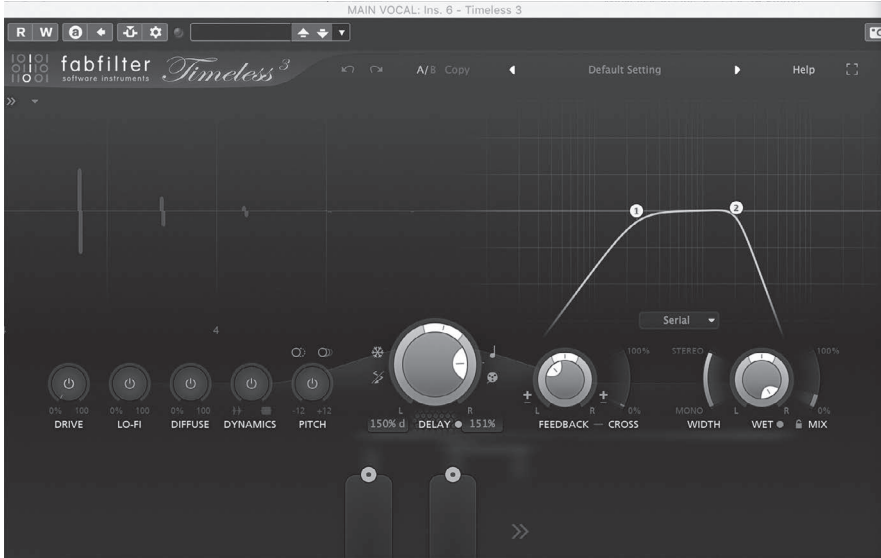 MAIN VOCAL: Ins. 6 - Timeless 3
R W a
fabfilter Timeless 3
software instruments
A/B Copy Default Setting Help
1 2
4
Serial
STEREO 100% 100%
0% 100 0% 100 0% 100 -12 +12 L R L R 0% MONO L R 0%
DRIVE LO-FI DIFFUSE DYNAMICS PITCH 150% d DELAY 151% FEEDBACK CROSS WIDTH WET MIX